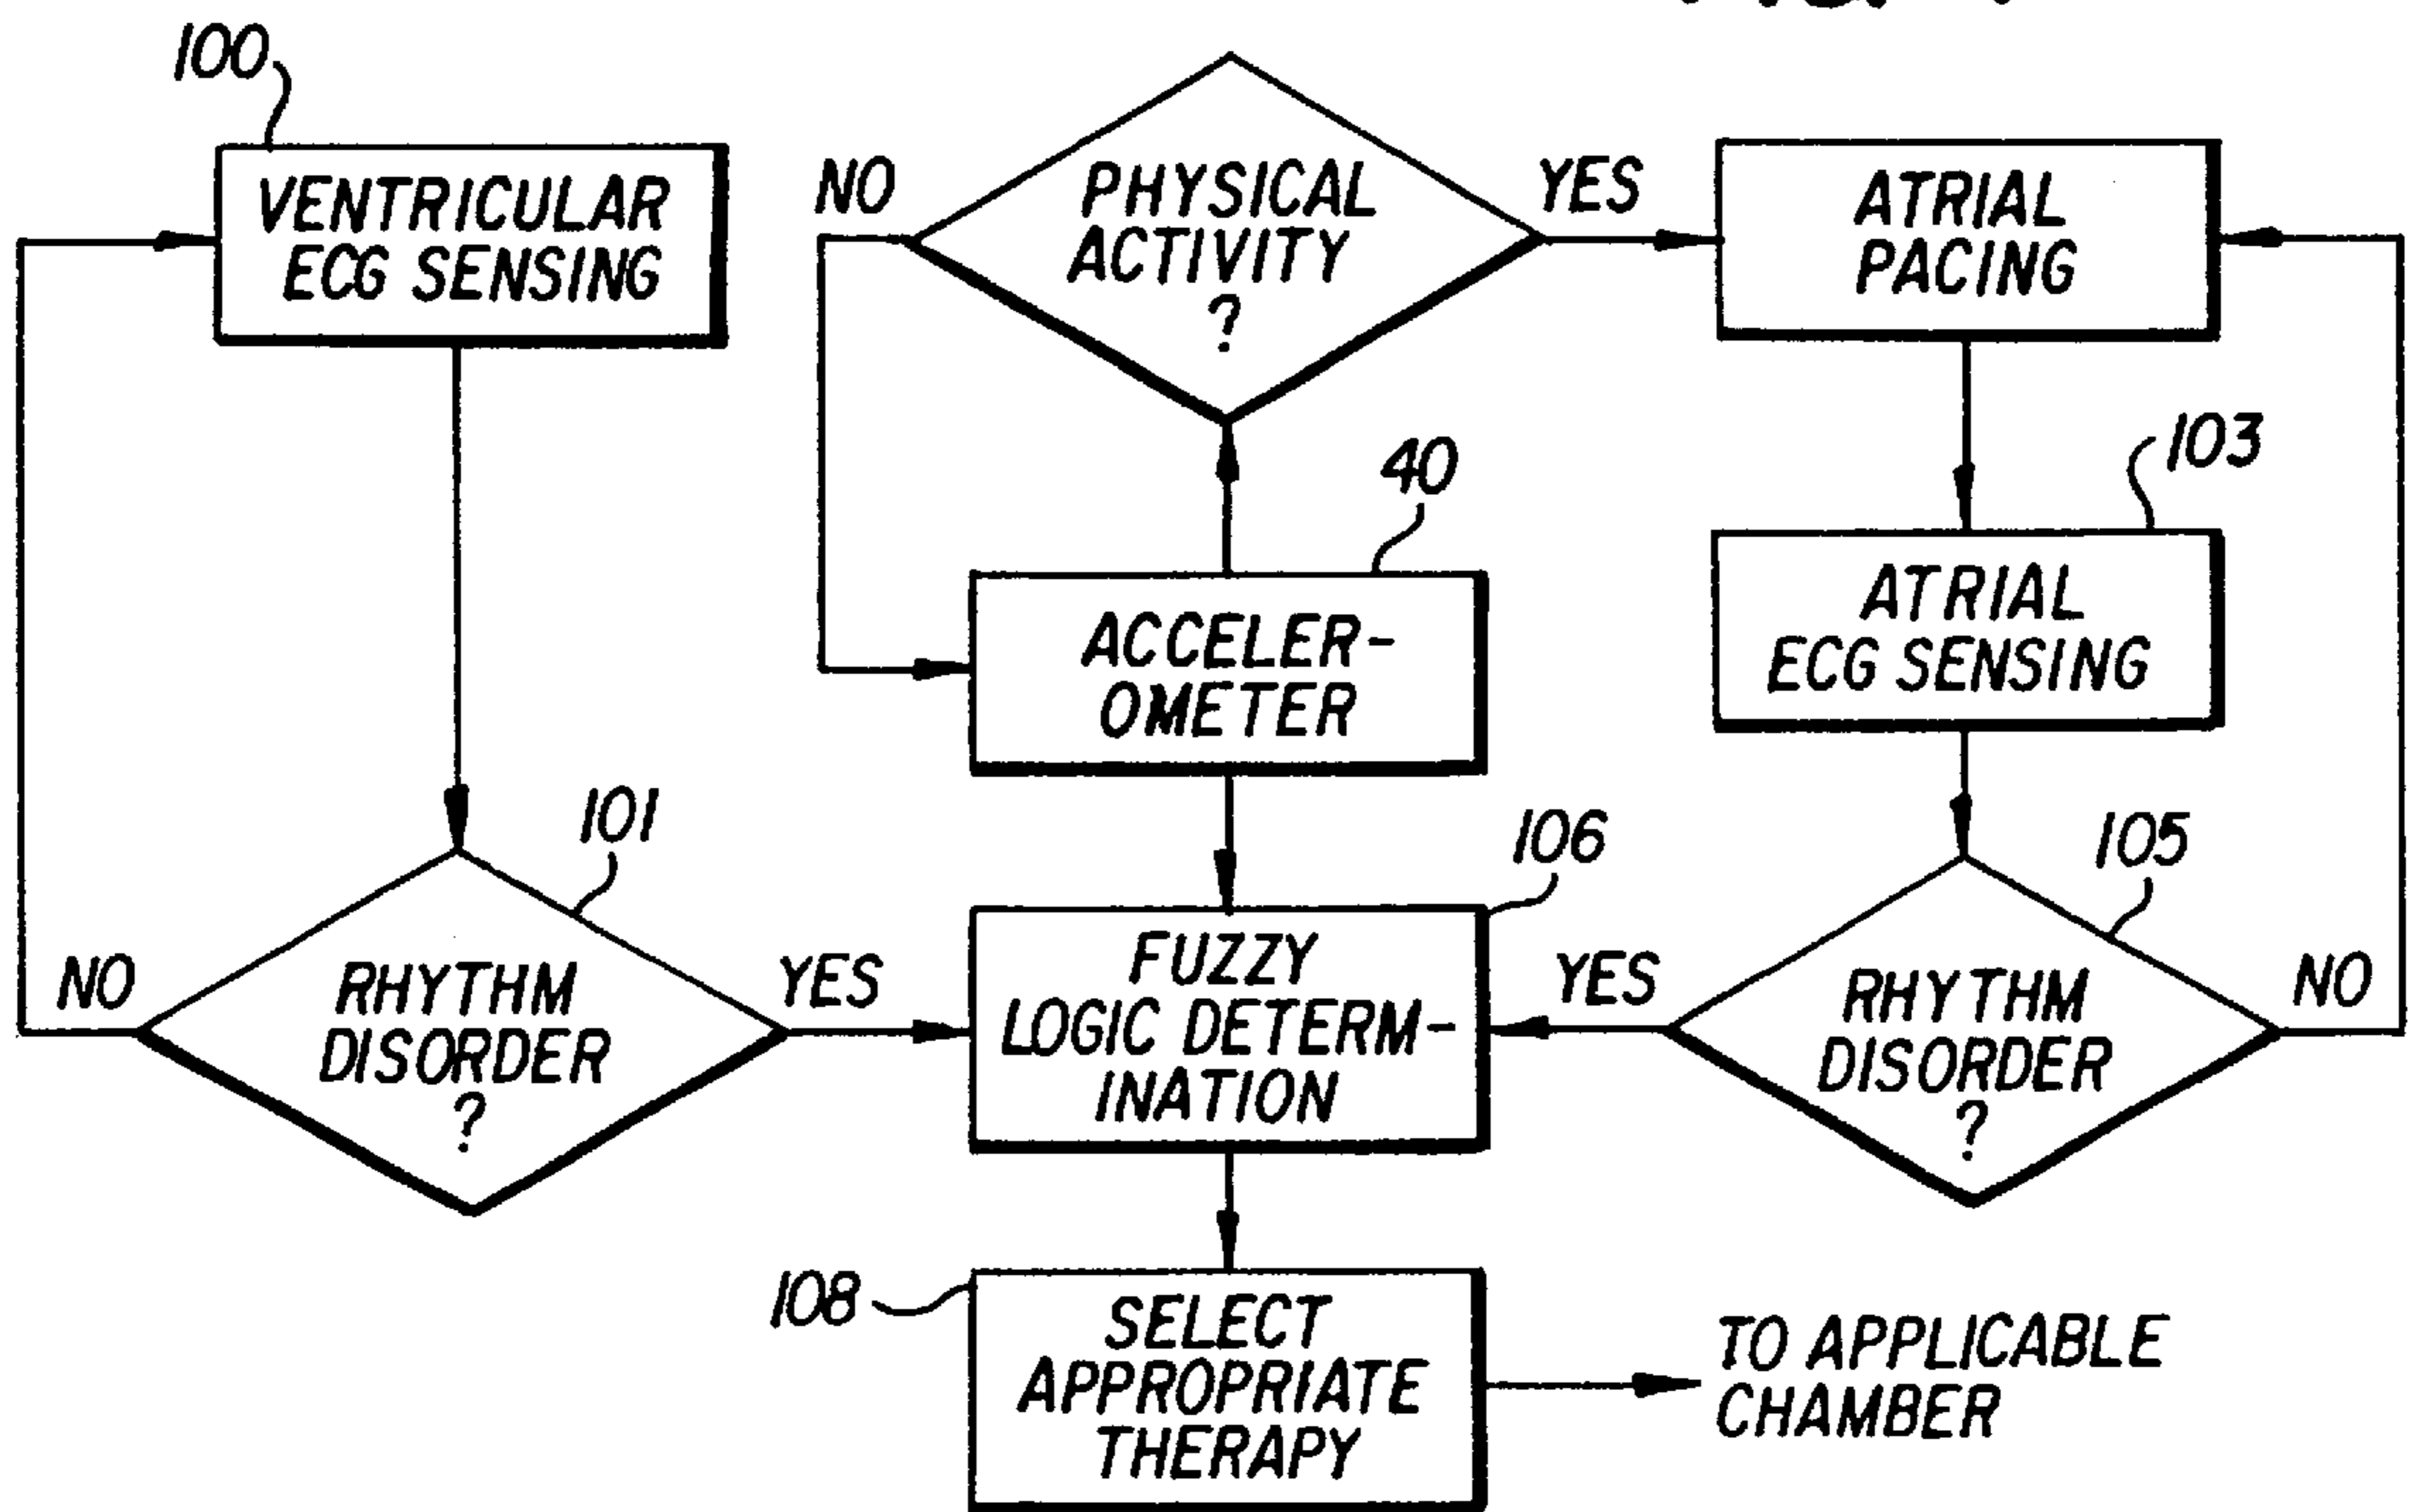 100
VENTRICULAR
ECG SENSING
NO
PHYSICAL
ACTIVITY
?
YES
ATRIAL
PACING
40
103
ACCELER-
OMETER
ATRIAL
ECG SENSING
101
106
105
NO
RHYTHM
DISORDER
?
YES
FUZZY
LOGIC DETERM-
INATION
YES
RHYTHM
DISORDER
?
NO
108
SELECT
APPROPRIATE
THERAPY
TO APPLICABLE
CHAMBER